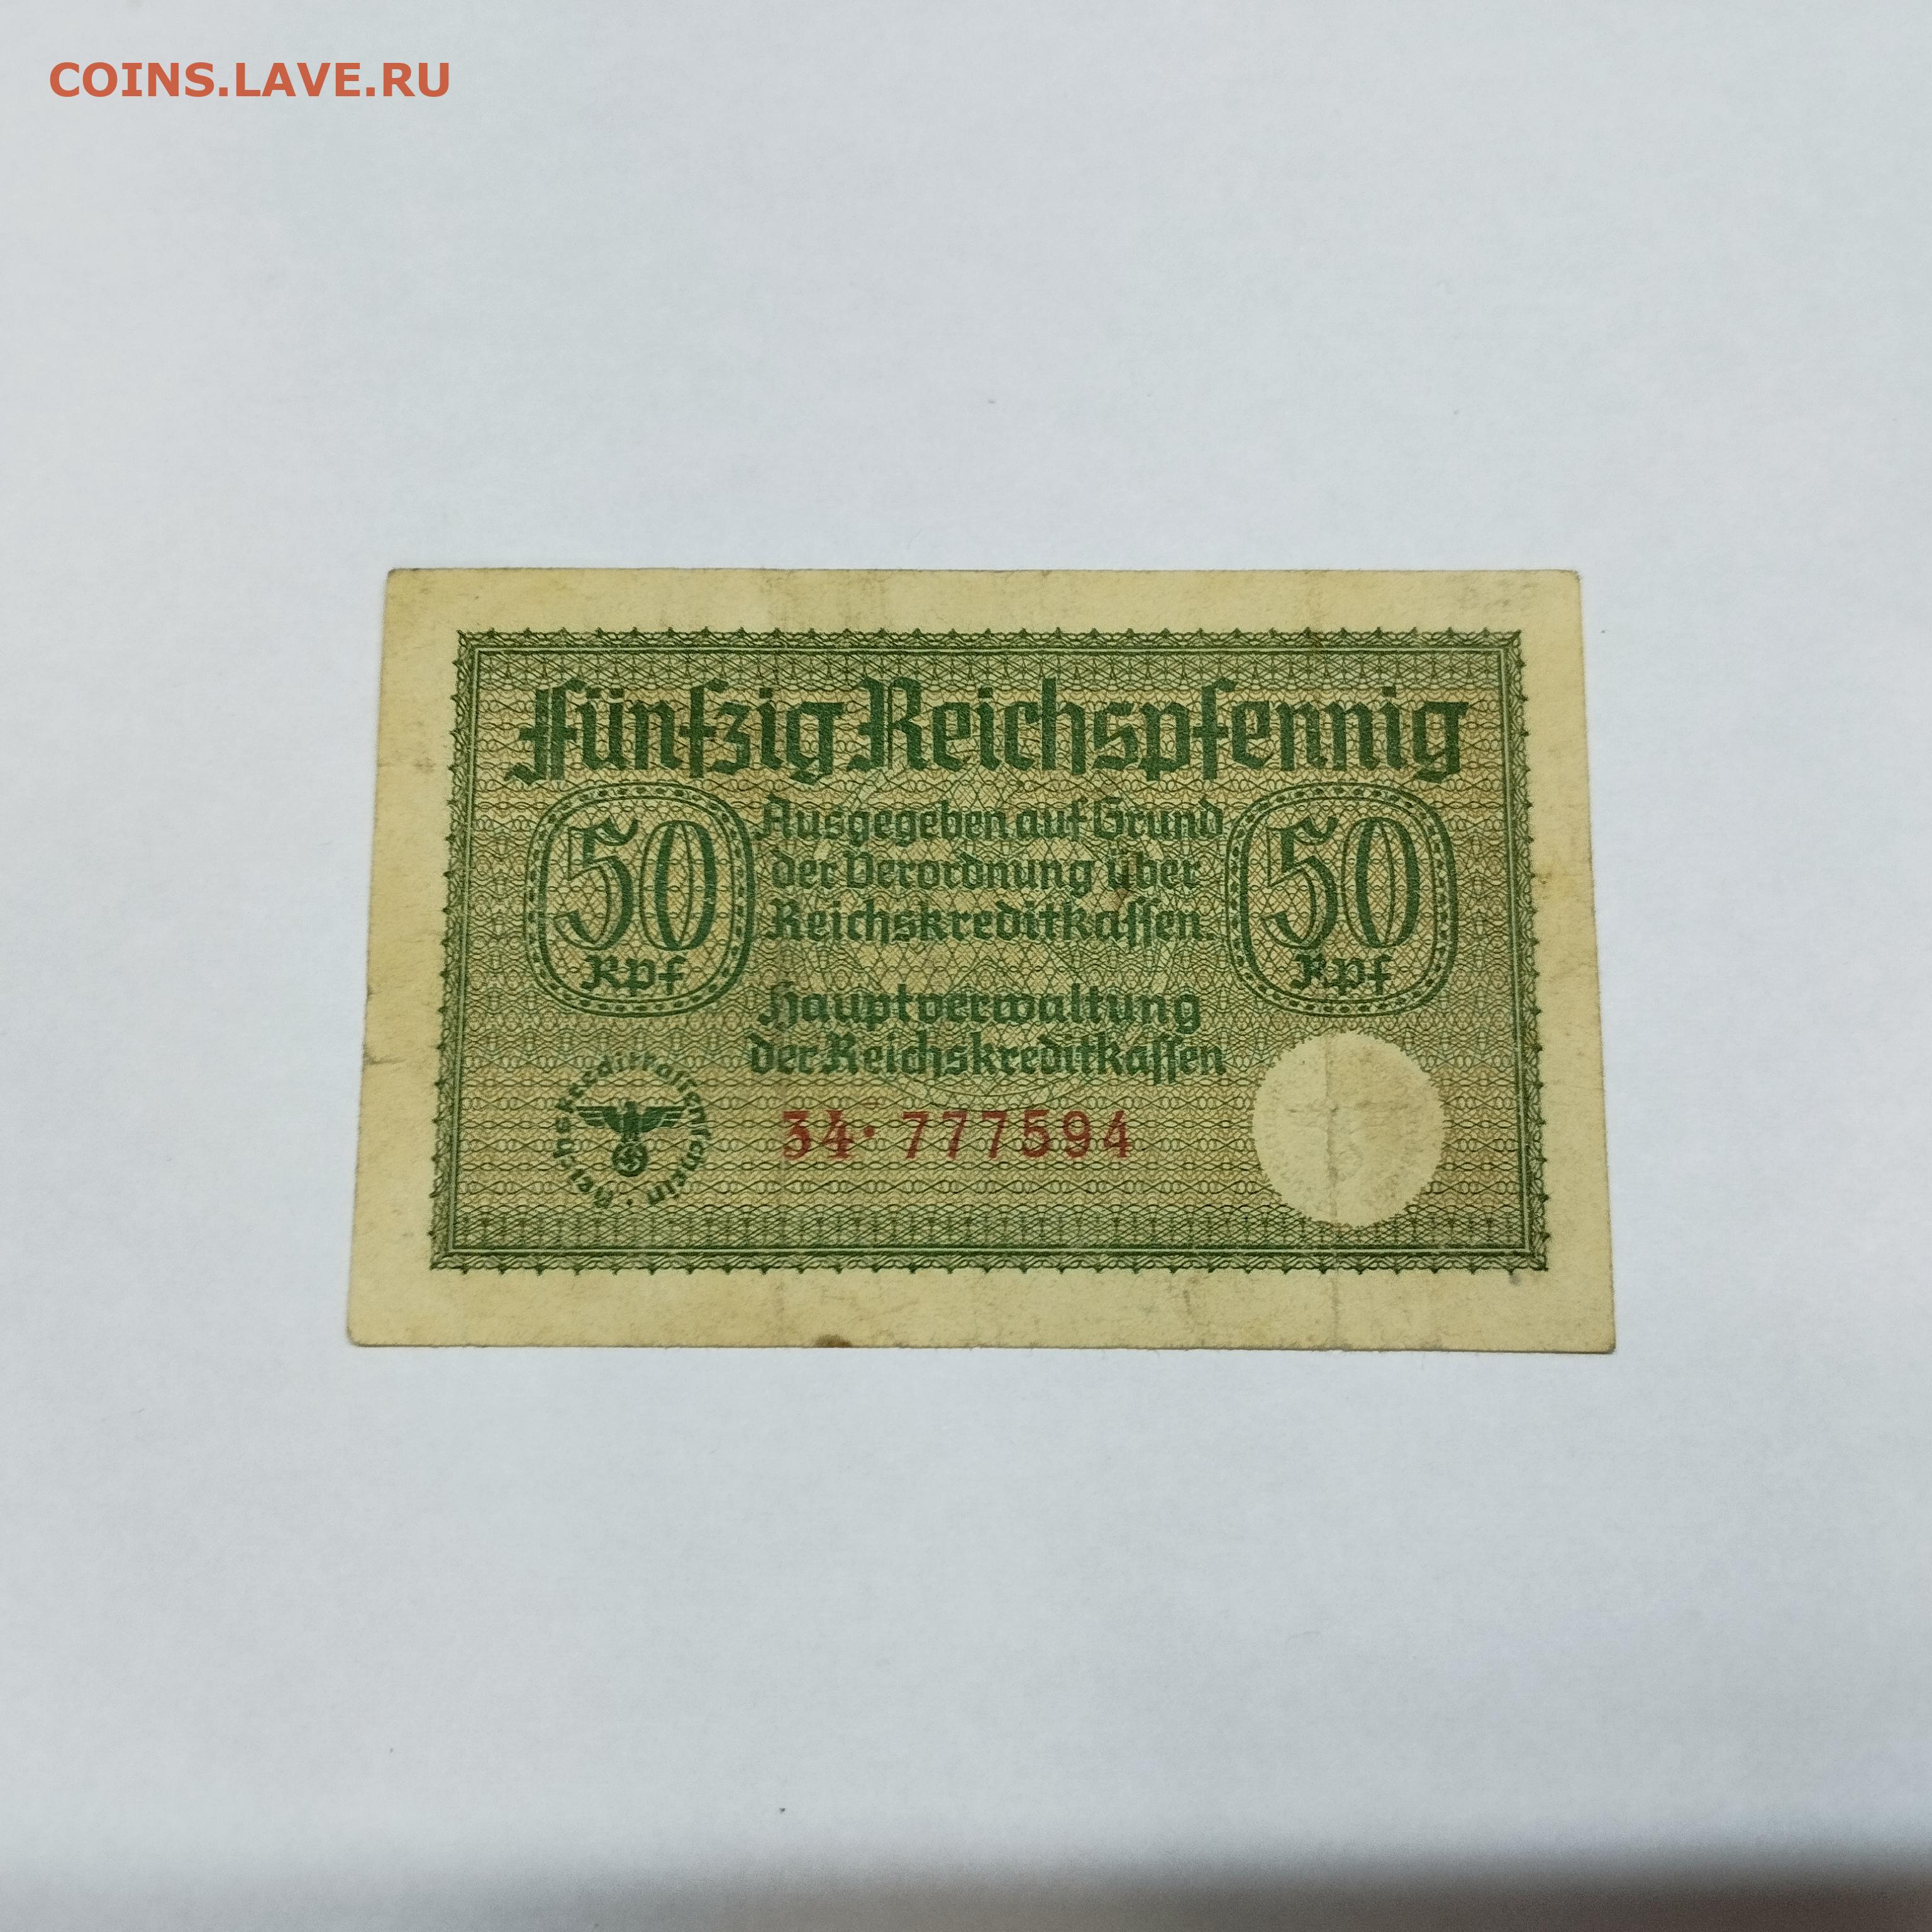 COINS.LAVE.RU
Fünfzig Reichspfennig
50 Rpf
Ausgegeben auf Grund
der Verordnung über
Reichskreditkassen.
50 Rpf
Hauptverwaltung
der Reichskreditkassen
Reichskreditkassenschein
34·777594